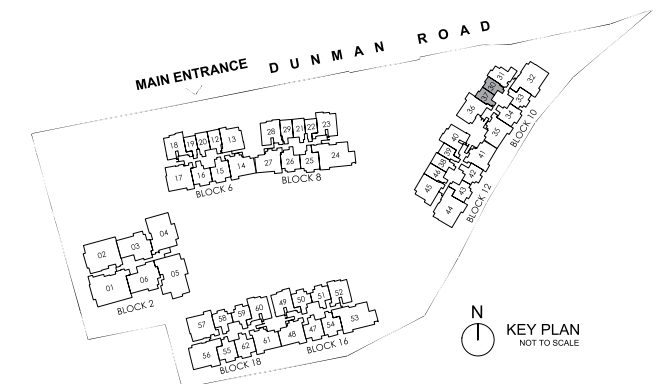 DUNMAN ROAD
MAIN ENTRANCE
31 32
30
37 33
36 34
35
BLOCK 10
40
39 41
38
46 42
45 43
44
BLOCK 12
18 19 20 12 13
17 16 15 14
BLOCK 6
28 29 21 22 23
27 26 25 24
BLOCK 8
02 03 04
01 06 05
BLOCK 2
57 58 59 60
56 55 62 61
BLOCK 18
49 50 51 52
48 47 54 53
BLOCK 16
N
KEY PLAN
NOT TO SCALE